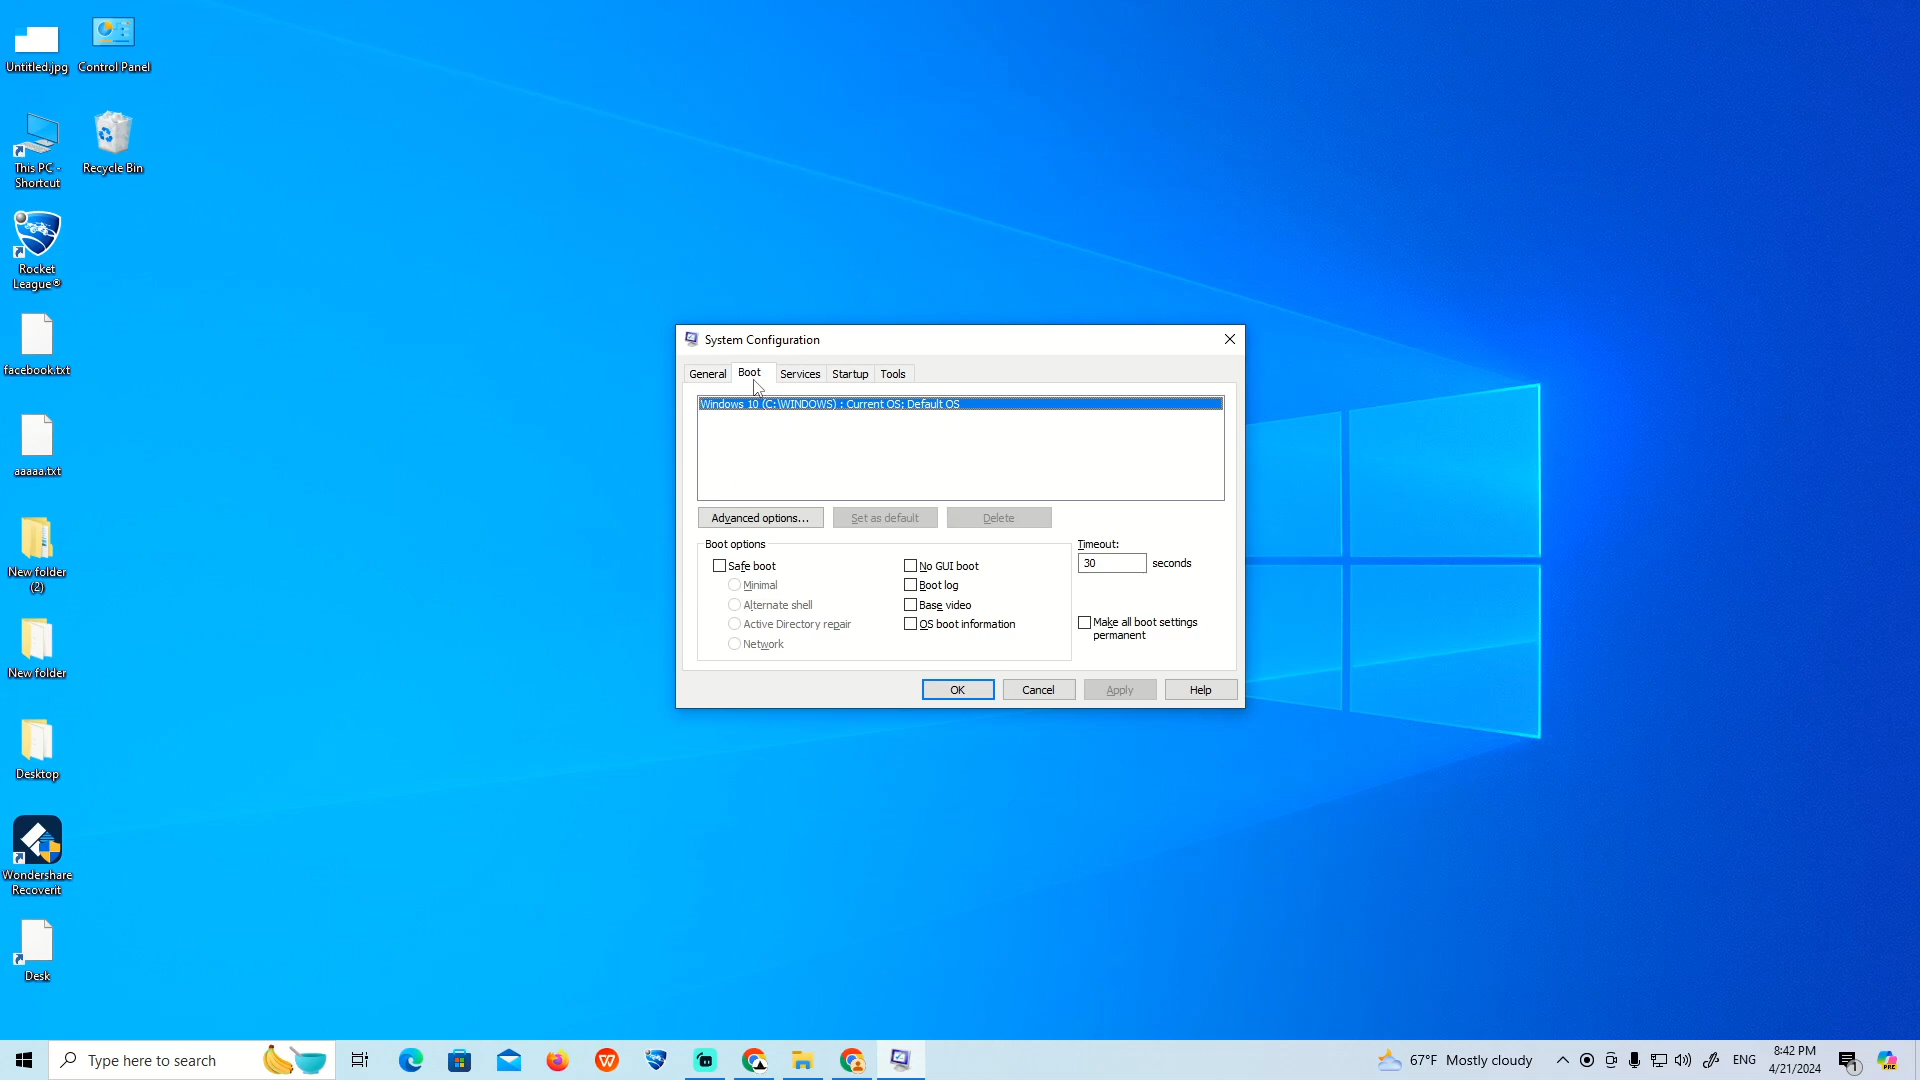 Untitled.jpg
Control Panel
This PC -
Shortcut
Recycle Bin
Rocket
League®
facebook.txt
aaaaa.txt
New folder
(2)
New folder
Desktop
Wondershare
Recoverit
Desk
System Configuration
General
Boot
Services
Startup
Tools
Windows 10 (C:\WINDOWS) : Current OS; Default OS
Advanced options...
Set as default
Delete
Boot options
Safe boot
Minimal
Alternate shell
Active Directory repair
Network
No GUI boot
Boot log
Base video
OS boot information
Timeout:
30 seconds
Make all boot settings
permanent
OK
Cancel
Apply
Help
Type here to search
67°F Mostly cloudy
ENG
8:42 PM
4/21/2024
1
PRE